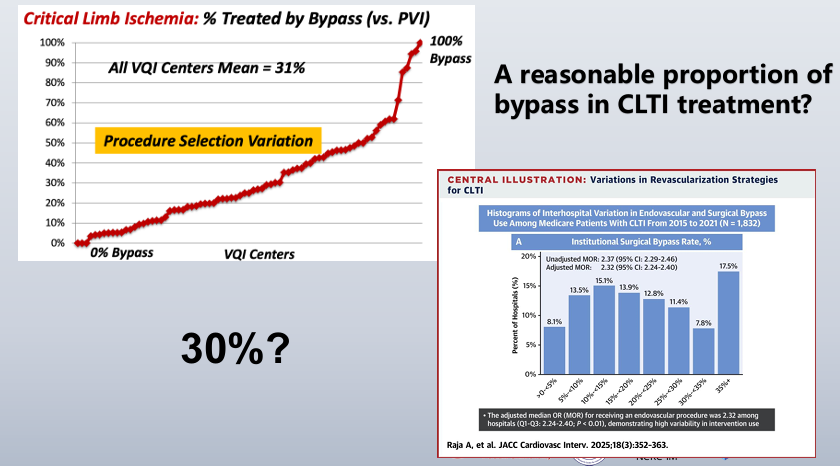 Critical Limb Ischemia: % Treated by Bypass (vs. PVI)
100%
90%
80%
70%
60%
50%
40%
30%
20%
10%
0%
All VQI Centers Mean = 31%
Procedure Selection Variation
100%
Bypass
0% Bypass
VQI Centers
A reasonable proportion of
bypass in CLTI treatment?
30%?
CENTRAL ILLUSTRATION: Variations in Revascularization Strategies
for CLTI
Histograms of Interhospital Variation in Endovascular and Surgical Bypass
Use Among Medicare Patients With CLTI From 2015 to 2021 (N = 1,832)
A Institutional Surgical Bypass Rate, %
Unadjusted MOR: 2.37 (95% CI: 2.29-2.46)
Adjusted MOR: 2.32 (95% CI: 2.24-2.40)
Percent of Hospitals (%)
20%
15%
10%
5%
0%
8.1%
13.5%
15.1%
13.9%
12.8%
11.4%
7.8%
17.5%
>0-<5%
5%-<10%
10%-<15%
15%-<20%
20%-<25%
25%-<30%
30%-<35%
35%+
• The adjusted median OR (MOR) for receiving an endovascular procedure was 2.32 among
hospitals (Q1-Q3: 2.24-2.40; P < 0.01), demonstrating high variability in intervention use
Raja A, et al. JACC Cardiovasc Interv. 2025;18(3):352–363.